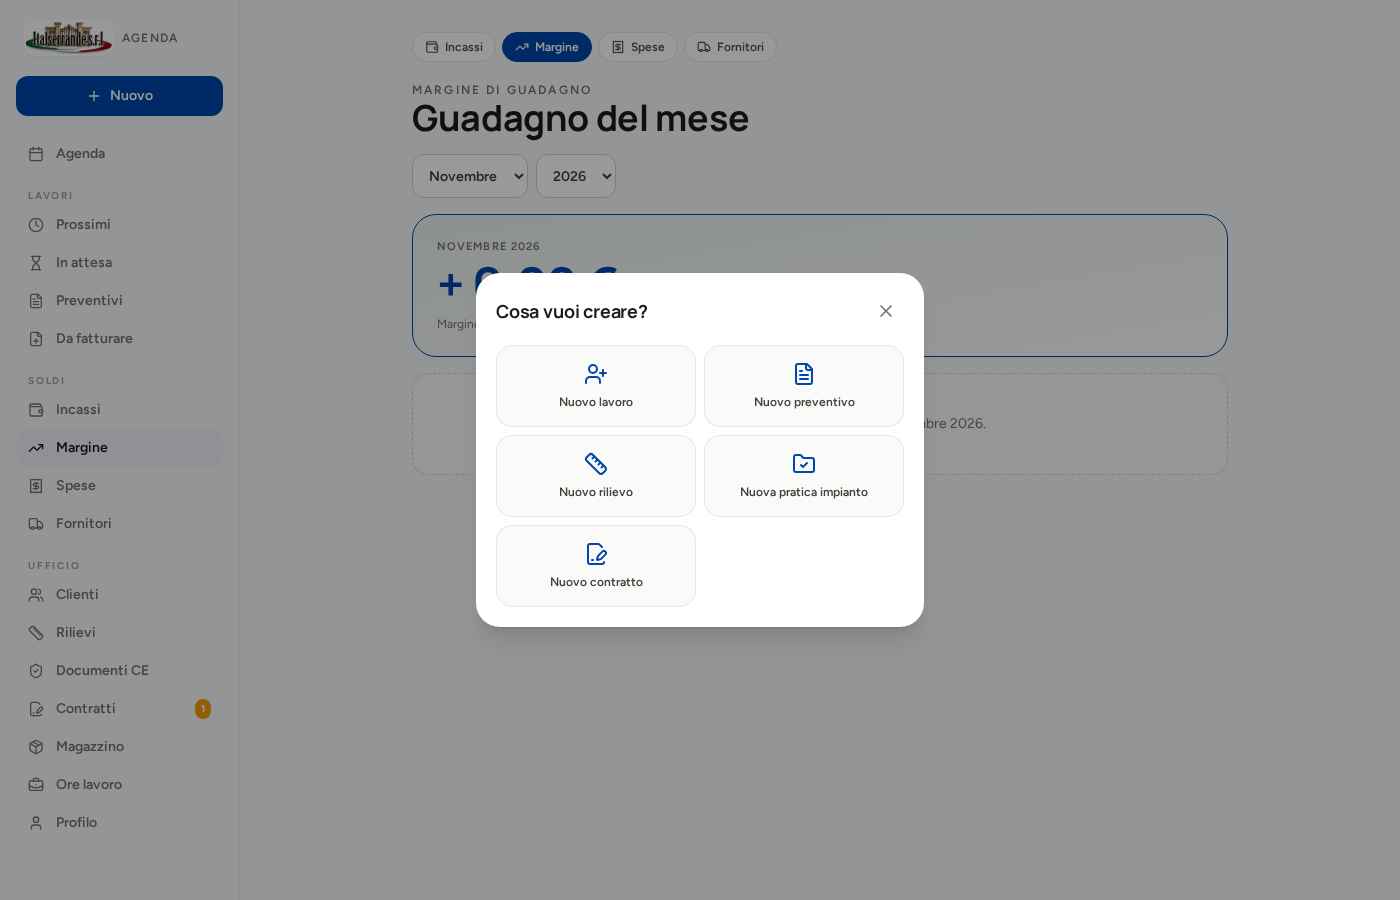 Italserrande s.r.l.
AGENDA
Nuovo
Agenda
LAVORI
Prossimi
In attesa
Preventivi
Da fatturare
SOLDI
Incassi
Margine
Spese
Fornitori
UFFICIO
Clienti
Rilievi
Documenti CE
Contratti
1
Magazzino
Ore lavoro
Profilo
Incassi
Margine
Spese
Fornitori
MARGINE DI GUADAGNO
Guadagno del mese
Novembre
2026
NOVEMBRE 2026
Cosa vuoi creare?
Nuovo lavoro
Nuovo preventivo
Nuovo rilievo
Nuova pratica impianto
Nuovo contratto
2026.